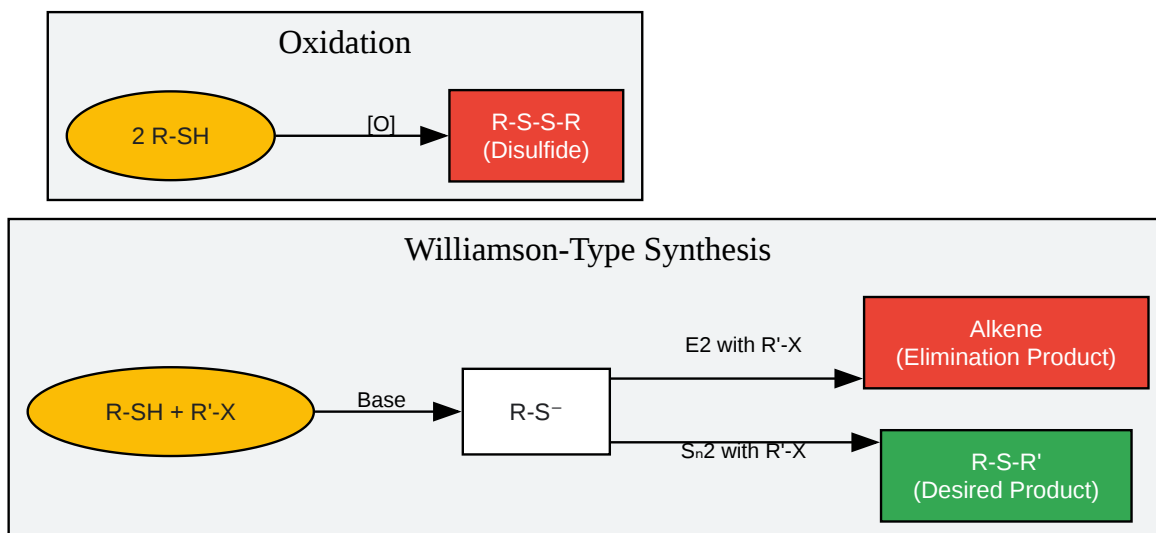 Oxidation
2 R-SH
[O]
R-S-S-R
(Disulfide)
Williamson-Type Synthesis
R-SH + R'-X
Base
R-S⁻
E2 with R'-X
Alkene
(Elimination Product)
Sₙ2 with R'-X
R-S-R'
(Desired Product)